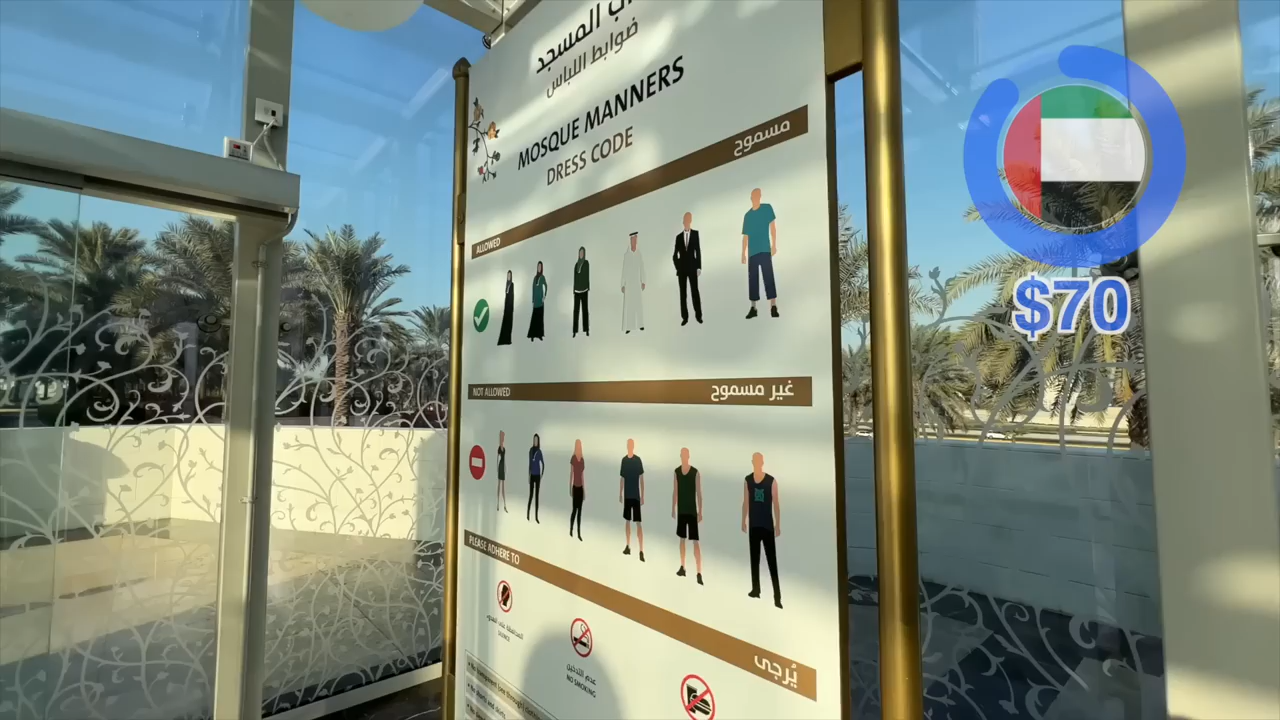 المسجد
ضوابط اللباس
MOSQUE MANNERS
DRESS CODE
ALLOWED
مسموح
NOT ALLOWED
غير مسموح
PLEASE ADHERE TO
يُرجى
SILENCE
عدم التدخين
NO SMOKING
$70